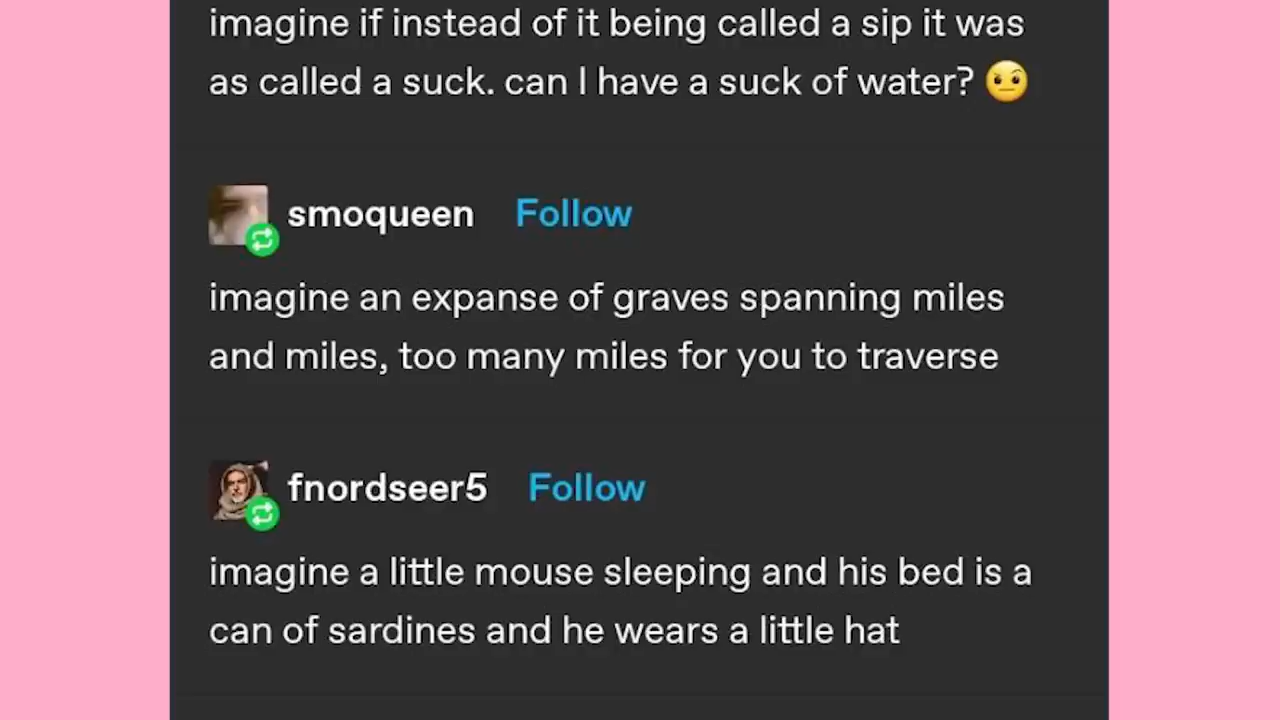 imagine if instead of it being called a sip it was
as called a suck. can I have a suck of water? 🤨
smoqueen Follow
imagine an expanse of graves spanning miles
and miles, too many miles for you to traverse
fnordseer5 Follow
imagine a little mouse sleeping and his bed is a
can of sardines and he wears a little hat